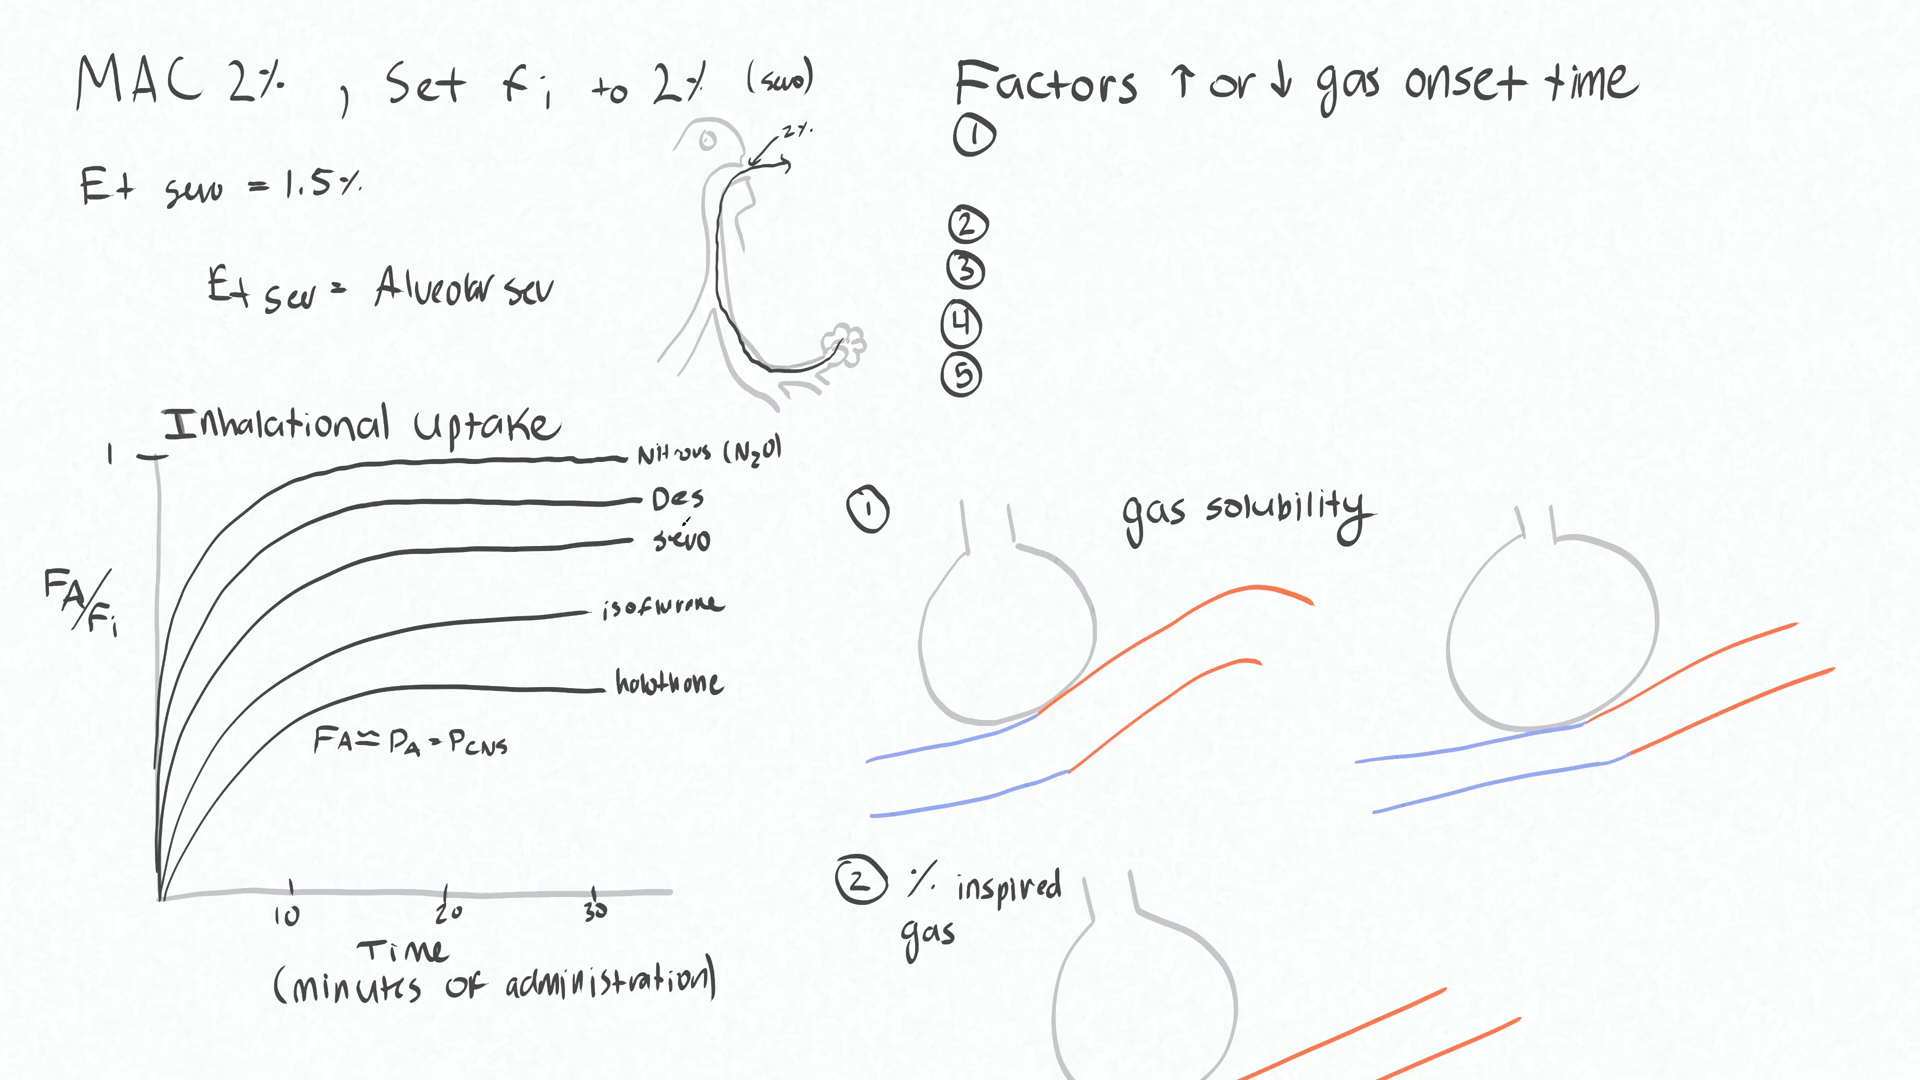 MAC 2%, Set Fi to 2% (sevo)
2%
Et sevo = 1.5%
Et sev = Alveolar sev
Inhalational uptake
1
Nitrous (N2O)
Des
sevo
isoflurane
halothane
FA/Fi
FA ≈ PA = PCNS
10 20 30
Time
(minutes of administration)
Factors ↑ or ↓ gas onset time
1
2
3
4
5
1 gas solubility
2 % inspired
gas